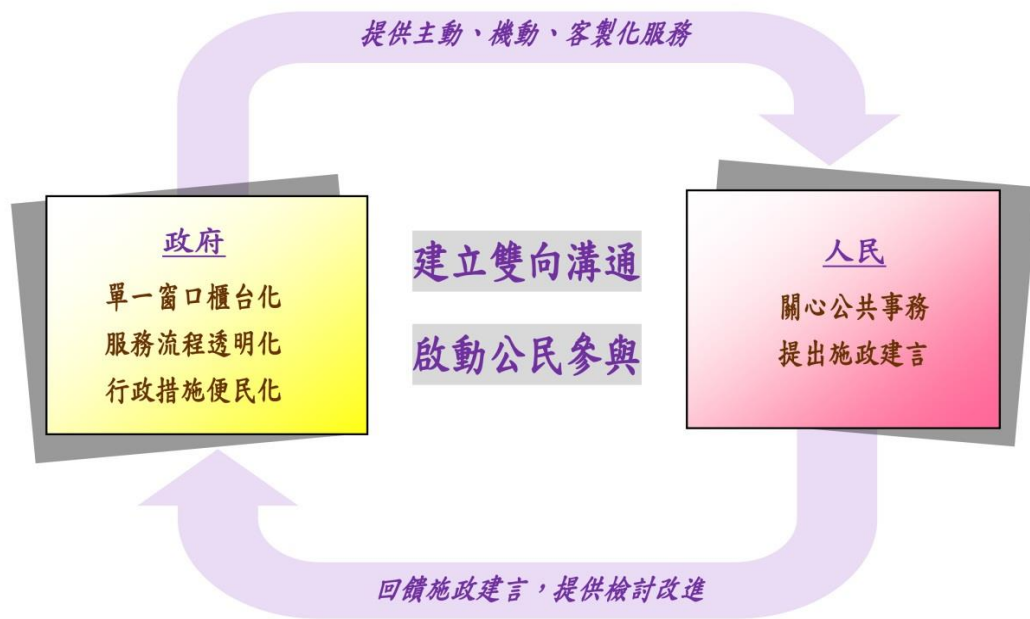 提供主動、機動、客製化服務
政府
單一窗口櫃台化
服務流程透明化
行政措施便民化
建立雙向溝通
啟動公民參與
人民
關心公共事務
提出施政建言
回饋施政建言，提供檢討改進